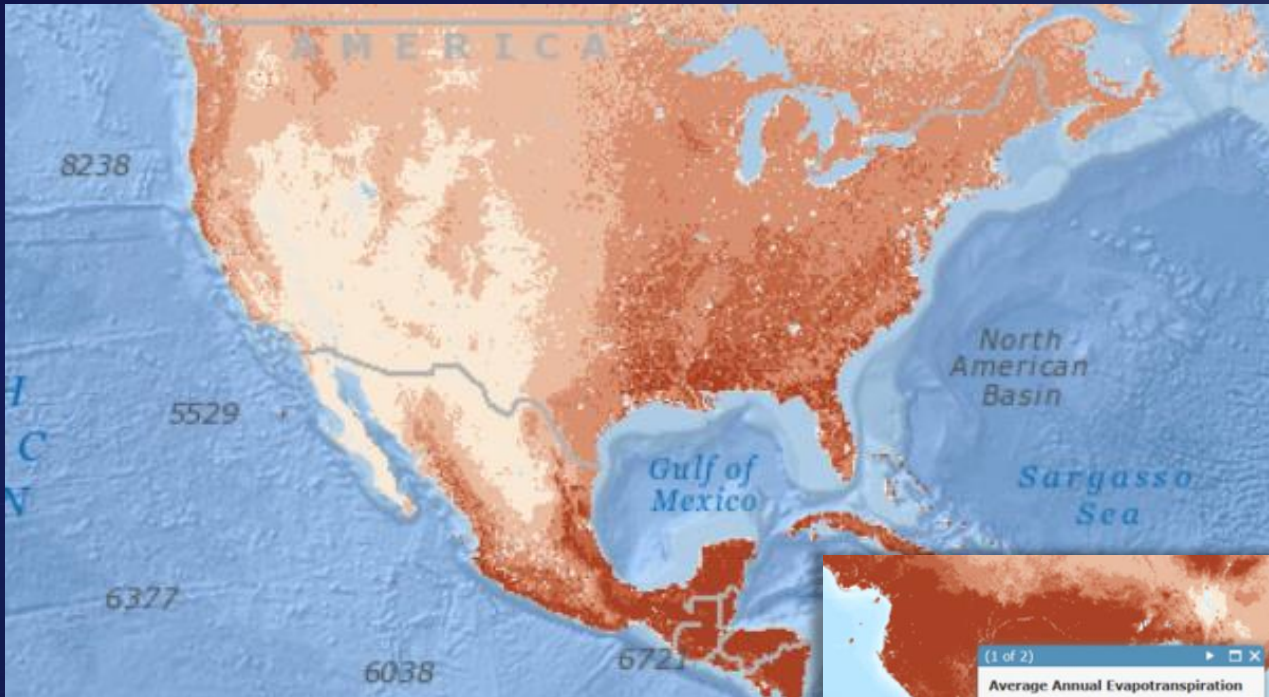 AMERICA
8238
North
American
Basin
H
C
N
5529
Gulf of
Mexico
Sargasso
Sea
6377
6038
6721
(1 of 2)
Average Annual Evapotranspiration